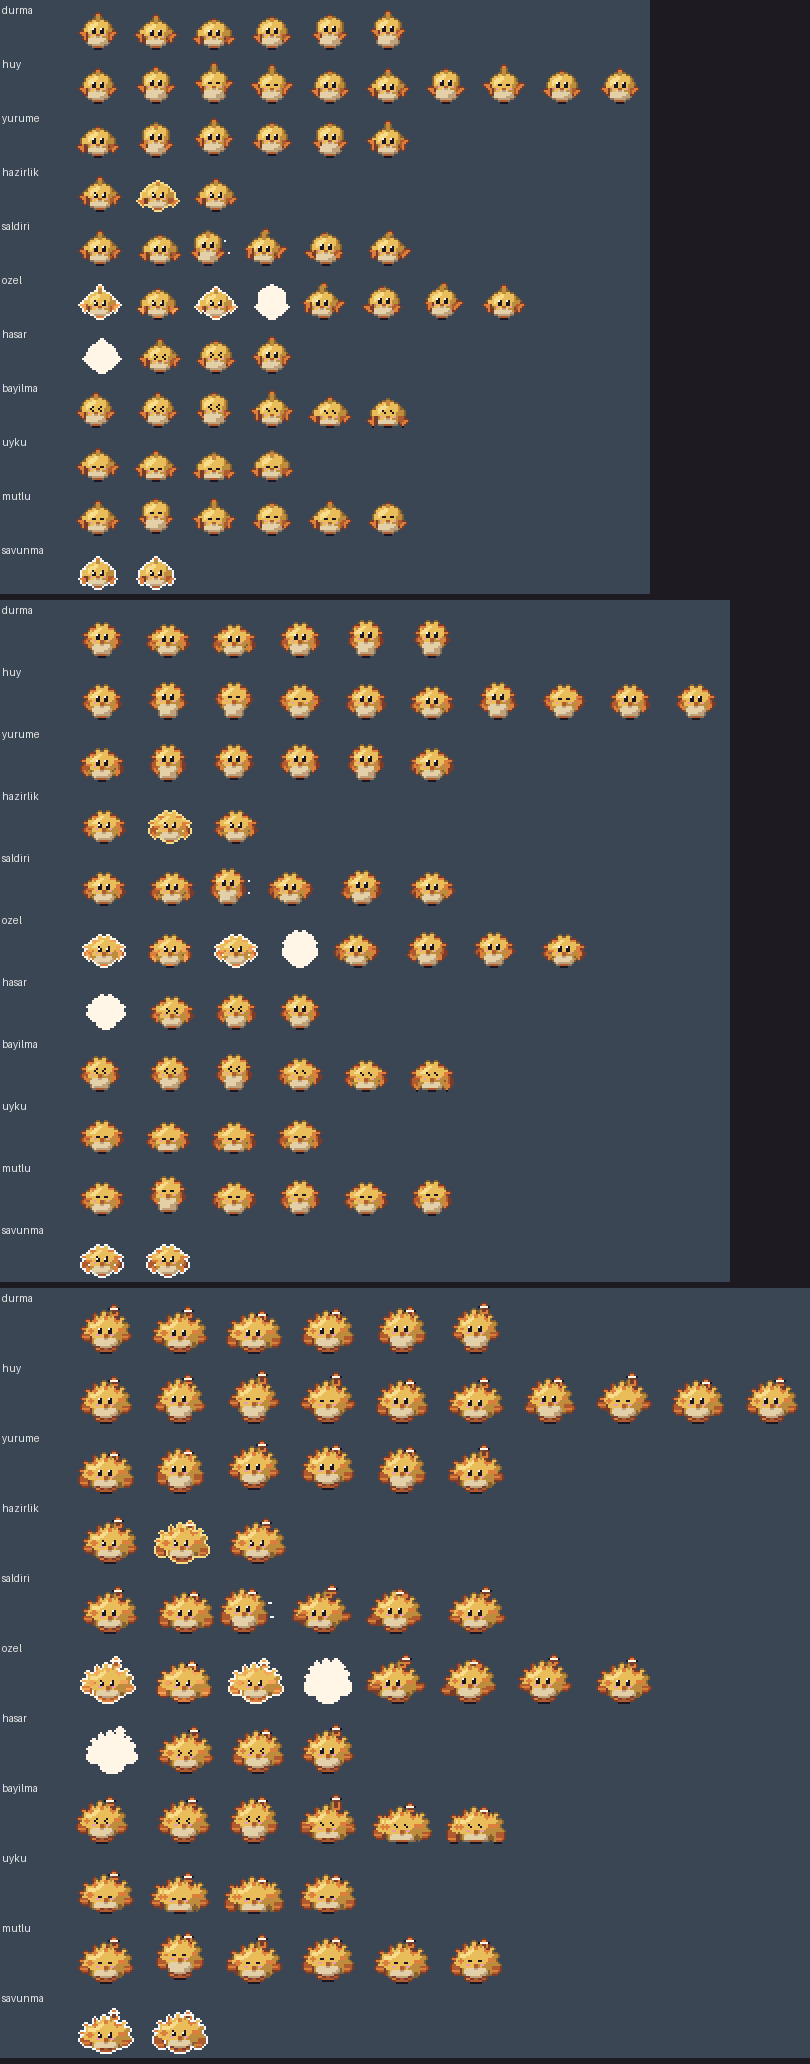 durma
huy
yurume
hazirlik
saldiri
ozel
hasar
bayilma
uyku
mutlu
savunma
durma
huy
yurume
hazirlik
saldiri
ozel
hasar
bayilma
uyku
mutlu
savunma
durma
huy
yurume
hazirlik
saldiri
ozel
hasar
bayilma
uyku
mutlu
savunma